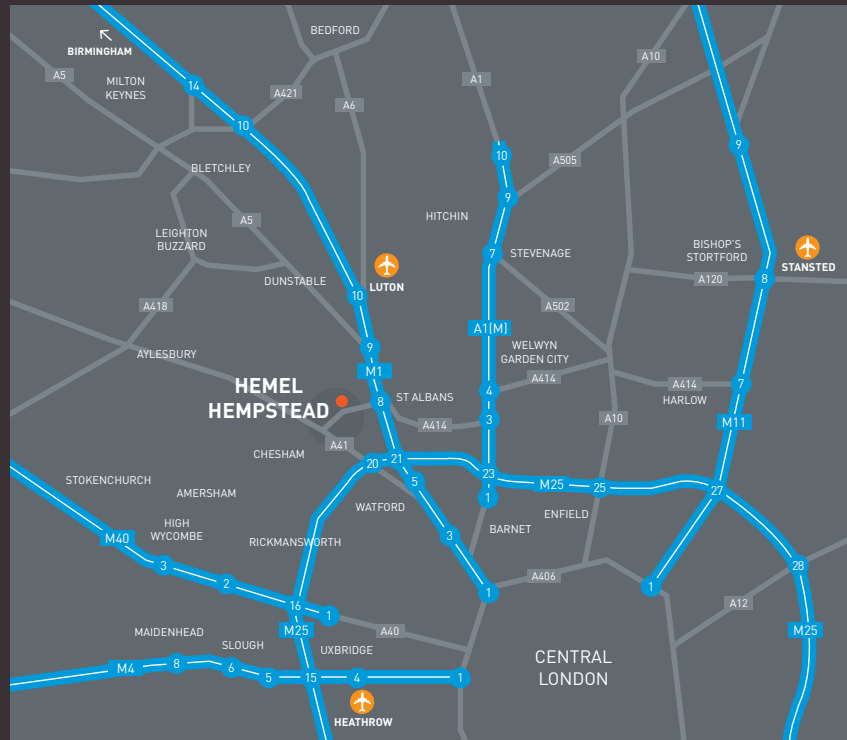 BEDFORD
BIRMINGHAM
A10
A5
A1
MILTON
KEYNES
14
A421
A6
10
9
10
A505
BLETCHLEY
9
HITCHIN
A5
LEIGHTON
BUZZARD
7
STEVENAGE
BISHOP'S
STORTFORD
STANSTED
DUNSTABLE
LUTON
A120
8
10
A418
A502
A1(M)
9
WELWYN
GARDEN CITY
AYLESBURY
M1
A414
A414
7
HEMEL
HEMPSTEAD
8
ST ALBANS
4
HARLOW
3
A414
A10
M11
A41
CHESHAM
20
21
23
STOKENCHURCH
5
M25
25
27
AMERSHAM
1
WATFORD
ENFIELD
HIGH
WYCOMBE
M40
RICKMANSWORTH
3
BARNET
3
28
2
A406
1
1
16
1
A12
M25
A40
M25
MAIDENHEAD
SLOUGH
UXBRIDGE
CENTRAL
LONDON
M4
8
6
5
15
4
1
HEATHROW